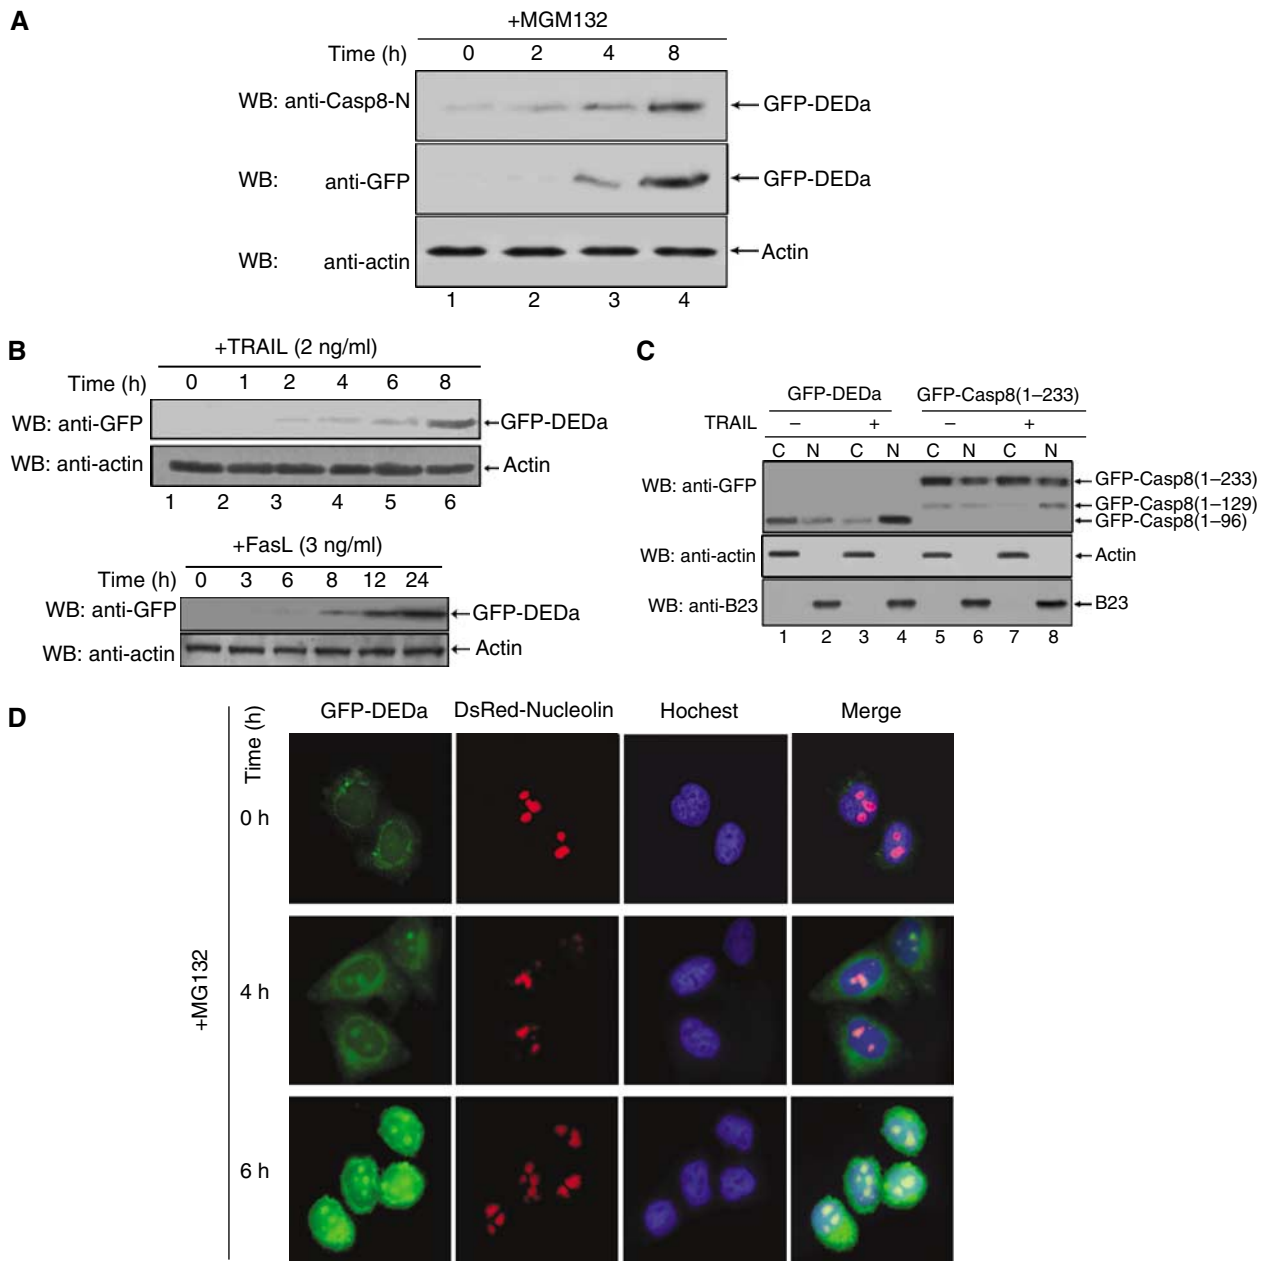 A
+MGM132
Time (h) 0 2 4 8
WB: anti-Casp8-N GFP-DEDa
WB: anti-GFP GFP-DEDa
WB: anti-actin Actin
1 2 3 4
B
+TRAIL (2 ng/ml)
Time (h) 0 1 2 4 6 8
WB: anti-GFP GFP-DEDa
WB: anti-actin Actin
1 2 3 4 5 6
+FasL (3 ng/ml)
Time (h) 0 3 6 8 12 24
WB: anti-GFP GFP-DEDa
WB: anti-actin Actin
C
GFP-DEDa GFP-Casp8(1–233)
TRAIL – + – +
C N C N C N C N
WB: anti-GFP GFP-Casp8(1–233)
GFP-Casp8(1–129)
GFP-Casp8(1–96)
WB: anti-actin Actin
WB: anti-B23 B23
1 2 3 4 5 6 7 8
D
Time (h) GFP-DEDa DsRed-Nucleolin Hochest Merge
0 h
+MG132
4 h
6 h